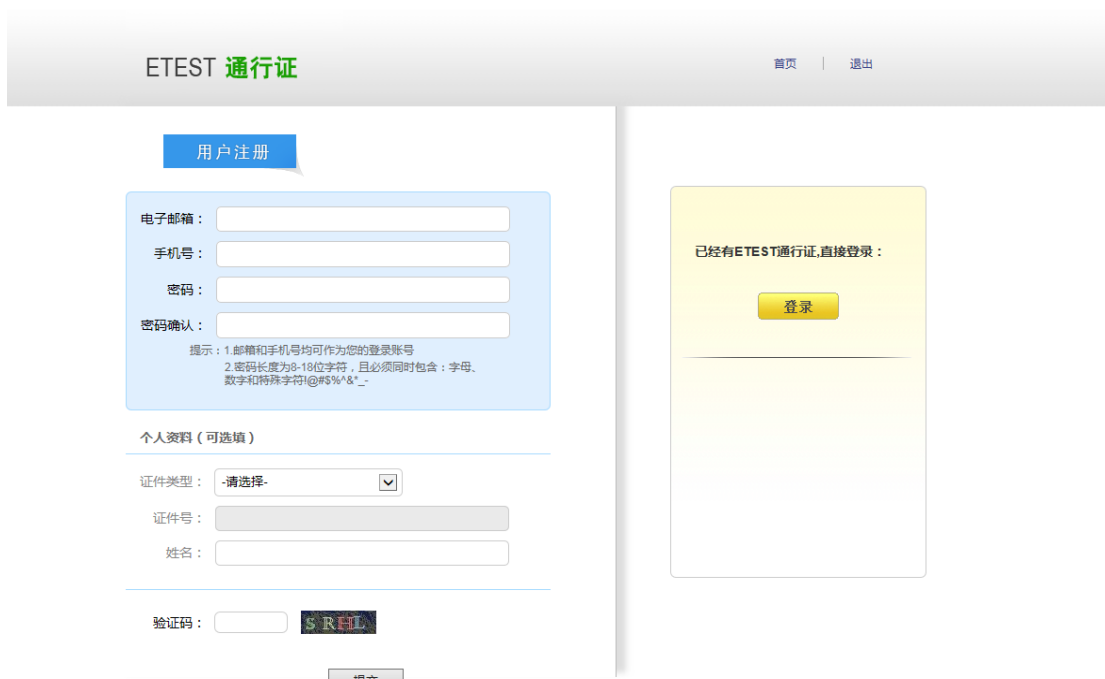 ETEST 通行证
首页 | 退出
用户注册
电子邮箱：
手机号：
密码：
密码确认：
提示：1.邮箱和手机号均可作为您的登录账号
2.密码长度为8-18位字符，且必须同时包含：字母、
数字和特殊字符!@#$%^&*_-
已经有ETEST通行证,直接登录：
登录
个人资料（可选填）
证件类型：-请选择-
证件号：
姓名：
验证码：SRHL
提交